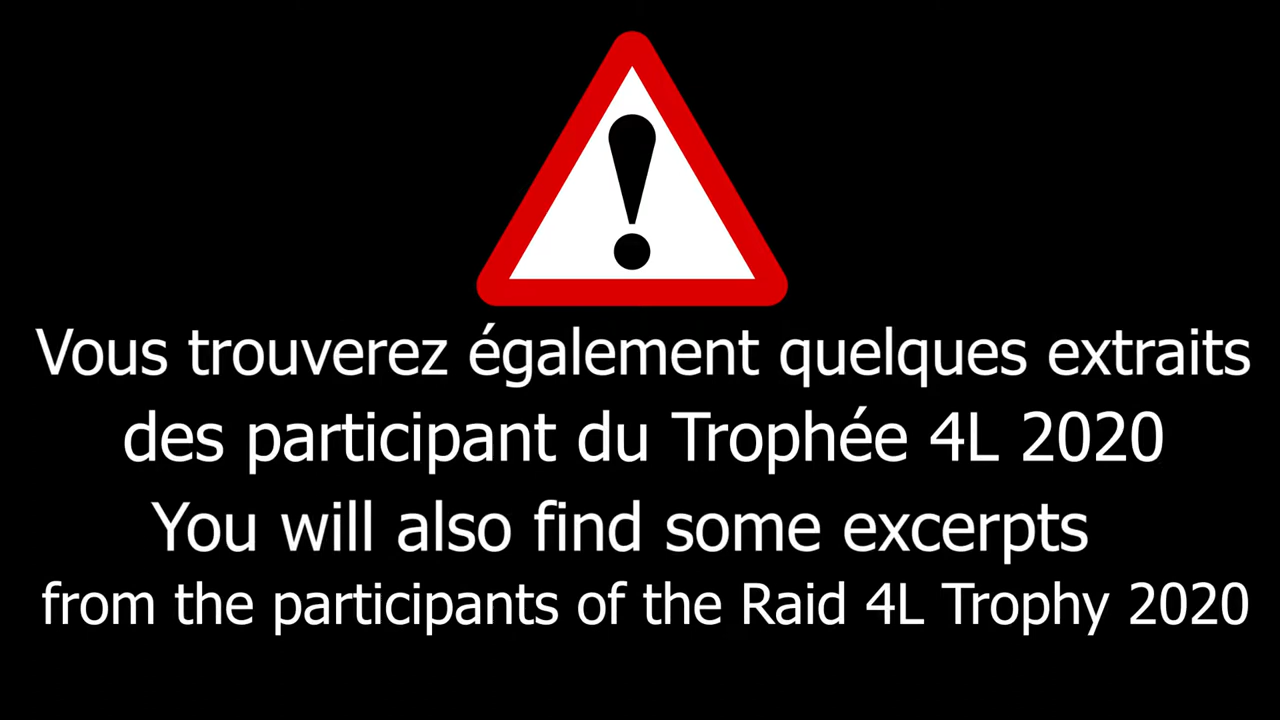 Vous trouverez également quelques extraits
des participant du Trophée 4L 2020
You will also find some excerpts
from the participants of the Raid 4L Trophy 2020